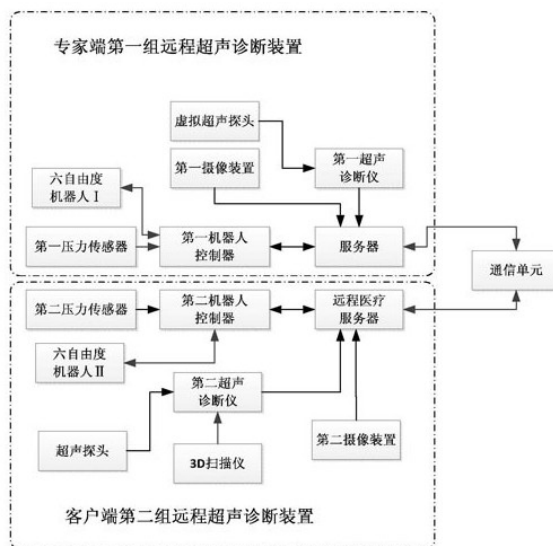 专家端第一组远程超声诊断装置
虚拟超声探头
第一摄像装置
第一超声
诊断仪
六自由度
机器人Ⅰ
第一压力传感器
第一机器人
控制器
服务器
通信单元
第二压力传感器
第二机器人
控制器
远程医疗
服务器
六自由度
机器人Ⅱ
第二超声
诊断仪
超声探头
3D扫描仪
第二摄像装置
客户端第二组远程超声诊断装置